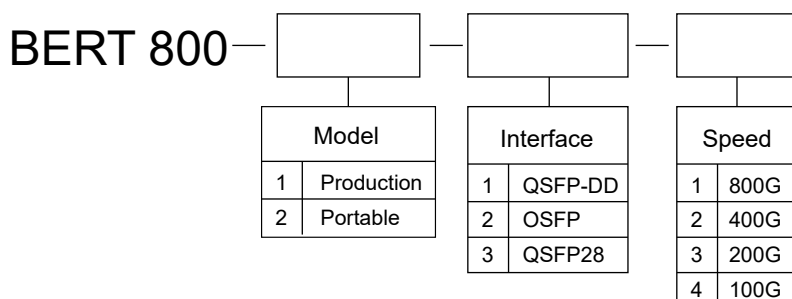 BERT 800
Model
1 Production
2 Portable
Interface
1 QSFP-DD
2 OSFP
3 QSFP28
Speed
1 800G
2 400G
3 200G
4 100G